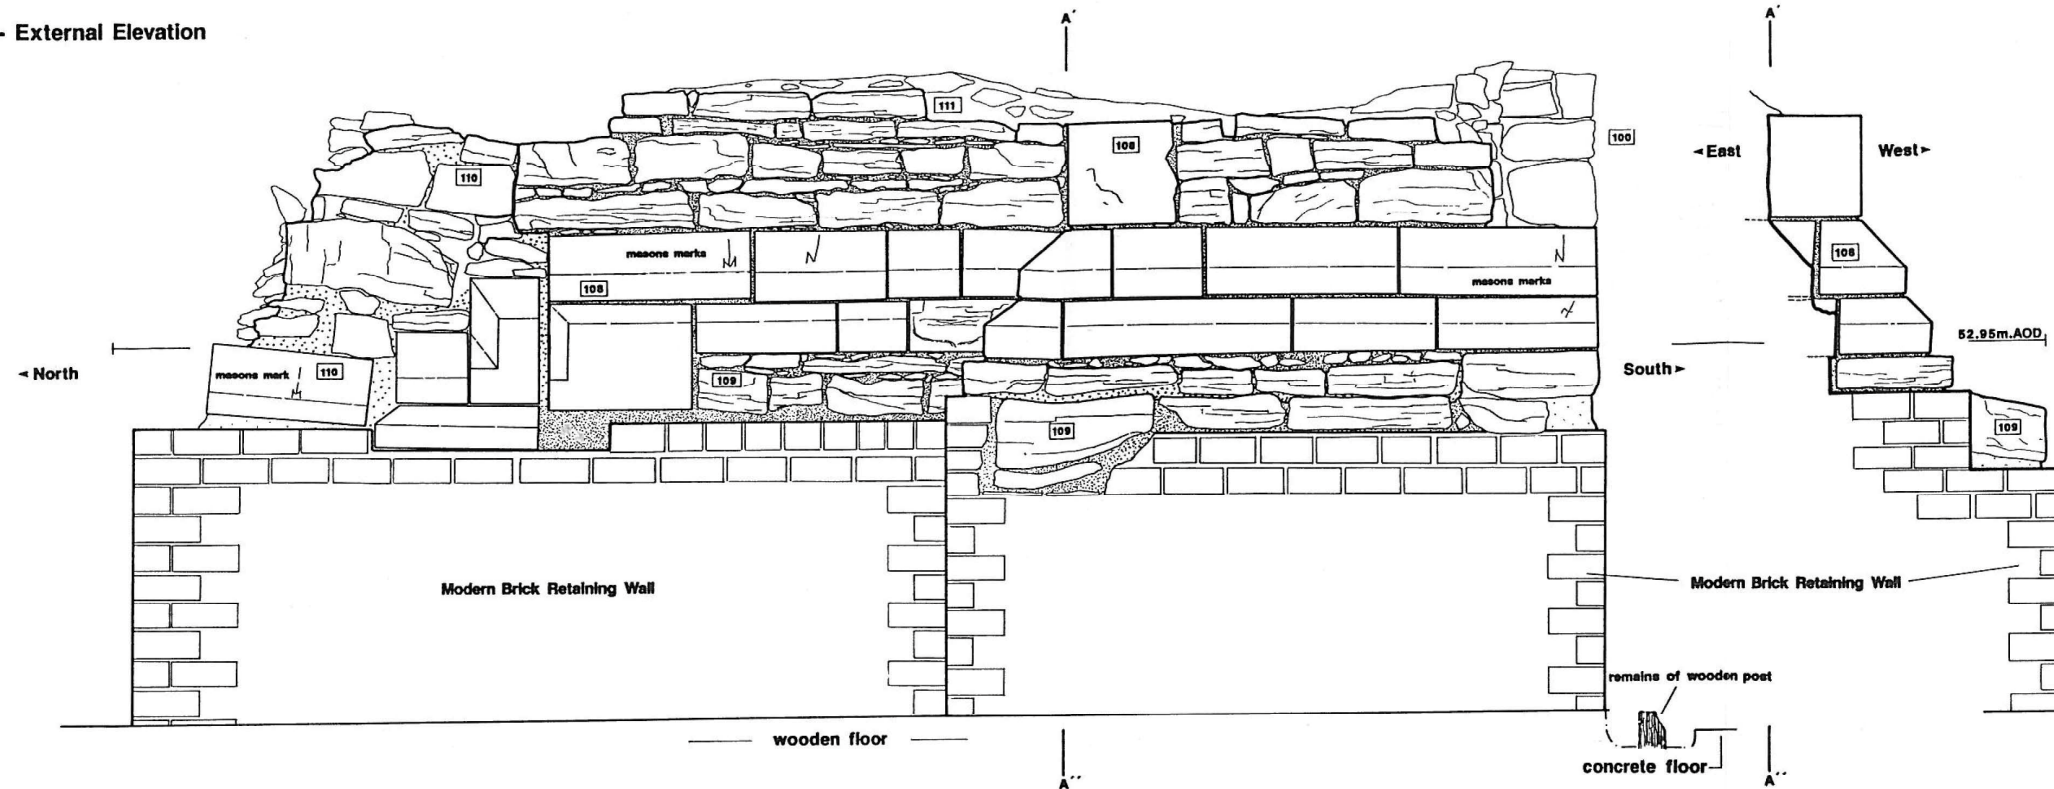 - External Elevation
A´
A´
111
108
100
◄East
West►
110
masons marks
108
108
masons marks
52.95m.AOD
◄North
masons mark
110
109
South►
109
109
Modern Brick Retaining Wall
Modern Brick Retaining Wall
remains of wooden post
wooden floor
concrete floor
A´´
A´´